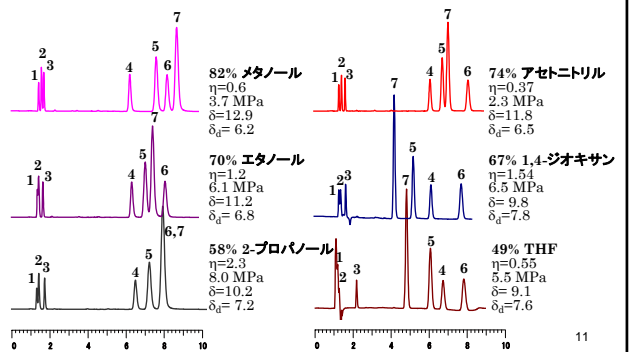 7
2
1
3
4
5
6
82% メタノール
η=0.6
3.7 MPa
δ=12.9
δd= 6.2
7
2
1
3
4
5
6
70% エタノール
η=1.2
6.1 MPa
δ=11.2
δd= 6.8
6,7
2
1
3
4
5
58% 2-プロパノール
η=2.3
8.0 MPa
δ=10.2
δd= 7.2
0 2 4 6 8 10
7
2
1
3
4
5
6
74% アセトニトリル
η=0.37
2.3 MPa
δ=11.8
δd= 6.5
7
2
1
3
5
4
6
67% 1,4-ジオキサン
η=1.54
6.5 MPa
δ= 9.8
δd=7.8
7
1
2
3
5
4
6
49% THF
η=0.55
5.5 MPa
δ= 9.1
δd=7.6
0 2 4 6 8 10
11